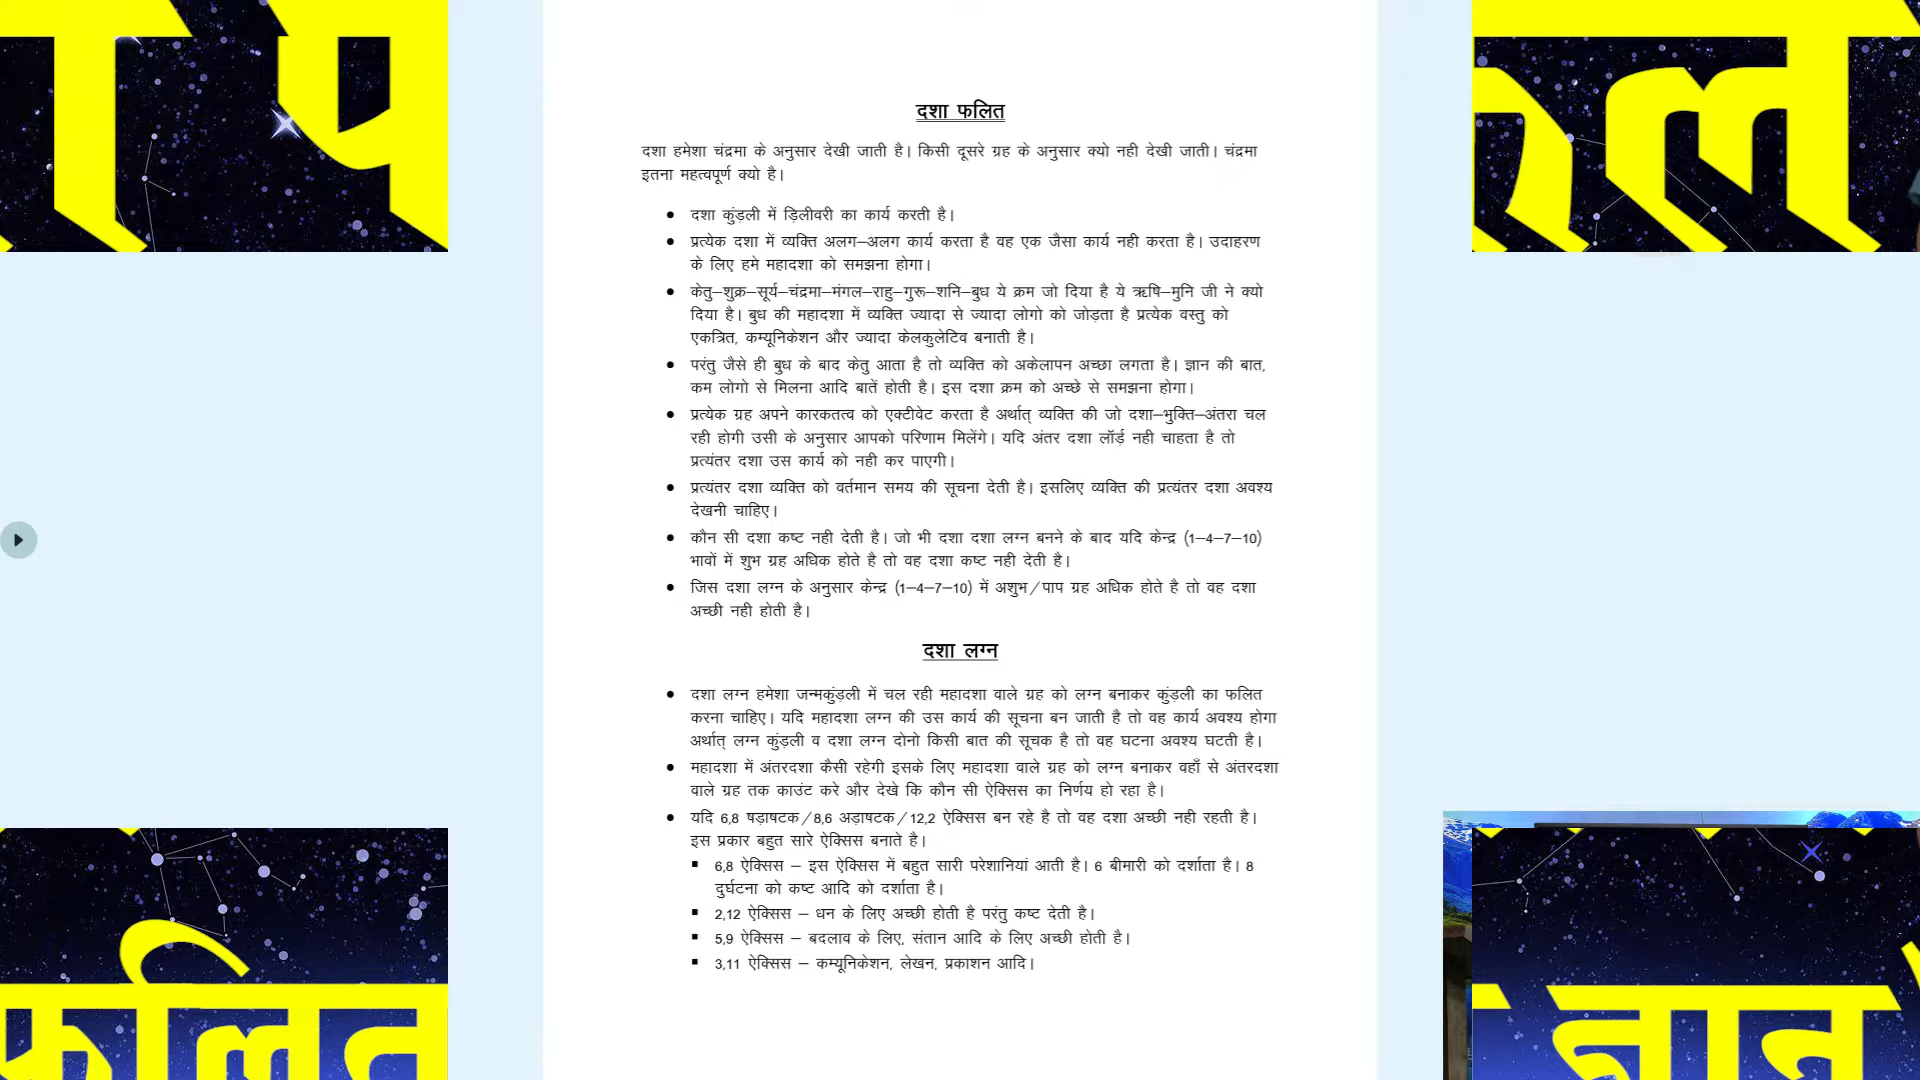 दशा फलित
दशा हमेशा चंद्रमा के अनुसार देखी जाती है। किसी दूसरे ग्रह के अनुसार क्यो नही देखी जाती। चंद्रमा
इतना महत्वपूर्ण क्यो है।
● दशा कुंडली में ड़िलीवरी का कार्य करती है।
● प्रत्येक दशा में व्यक्ति अलग–अलग कार्य करता है वह एक जैसा कार्य नही करता है। उदाहरण
के लिए हमे महादशा को समझना होगा।
● केतु–शुक्र–सूर्य–चंद्रमा–मंगल–राहु–गुरू–शनि–बुध ये क्रम जो दिया है ये ऋषि–मुनि जी ने क्यो
दिया है। बुध की महादशा में व्यक्ति ज्यादा से ज्यादा लोगो को जोड़ता है प्रत्येक वस्तु को
एकत्रित, कम्यूनिकेशन और ज्यादा केलकुलेटिव बनाती है।
● परंतु जैसे ही बुध के बाद केतु आता है तो व्यक्ति को अकेलापन अच्छा लगता है। ज्ञान की बात,
कम लोगो से मिलना आदि बातें होती है। इस दशा क्रम को अच्छे से समझना होगा।
● प्रत्येक ग्रह अपने कारकतत्व को एक्टीवेट करता है अर्थात् व्यक्ति की जो दशा–भुक्ति–अंतरा चल
रही होगी उसी के अनुसार आपको परिणाम मिलेंगे। यदि अंतर दशा लॉर्ड़ नही चाहता है तो
प्रत्यंतर दशा उस कार्य को नही कर पाएगी।
● प्रत्यंतर दशा व्यक्ति को वर्तमान समय की सूचना देती है। इसलिए व्यक्ति की प्रत्यंतर दशा अवश्य
देखनी चाहिए।
● कौन सी दशा कष्ट नही देती है। जो भी दशा दशा लग्न बनने के बाद यदि केन्द्र (1–4–7–10)
भावों में शुभ ग्रह अधिक होते है तो वह दशा कष्ट नही देती है।
● जिस दशा लग्न के अनुसार केन्द्र (1–4–7–10) में अशुभ/पाप ग्रह अधिक होते है तो वह दशा
अच्छी नही होती है।
दशा लग्न
● दशा लग्न हमेशा जन्मकुंड़ली में चल रही महादशा वाले ग्रह को लग्न बनाकर कुंड़ली का फलित
करना चाहिए। यदि महादशा लग्न की उस कार्य की सूचना बन जाती है तो वह कार्य अवश्य होगा
अर्थात् लग्न कुंड़ली व दशा लग्न दोनो किसी बात की सूचक है तो वह घटना अवश्य घटती है।
● महादशा में अंतरदशा कैसी रहेगी इसके लिए महादशा वाले ग्रह को लग्न बनाकर वहाँ से अंतरदशा
वाले ग्रह तक काउंट करे और देखे कि कौन सी ऐक्सिस का निर्णय हो रहा है।
● यदि 6,8 षड़ाषटक/8,6 अड़ाषटक/12,2 ऐक्सिस बन रहे है तो वह दशा अच्छी नही रहती है।
इस प्रकार बहुत सारे ऐक्सिस बनाते है।
▪ 6,8 ऐक्सिस – इस ऐक्सिस में बहुत सारी परेशानियां आती है। 6 बीमारी को दर्शाता है। 8
दुर्घटना को कष्ट आदि को दर्शाता है।
▪ 2,12 ऐक्सिस – धन के लिए अच्छी होती है परंतु कष्ट देती है।
▪ 5,9 ऐक्सिस – बदलाव के लिए, संतान आदि के लिए अच्छी होती है।
▪ 3,11 ऐक्सिस – कम्यूनिकेशन, लेखन, प्रकाशन आदि।
फलित
ज्ञान